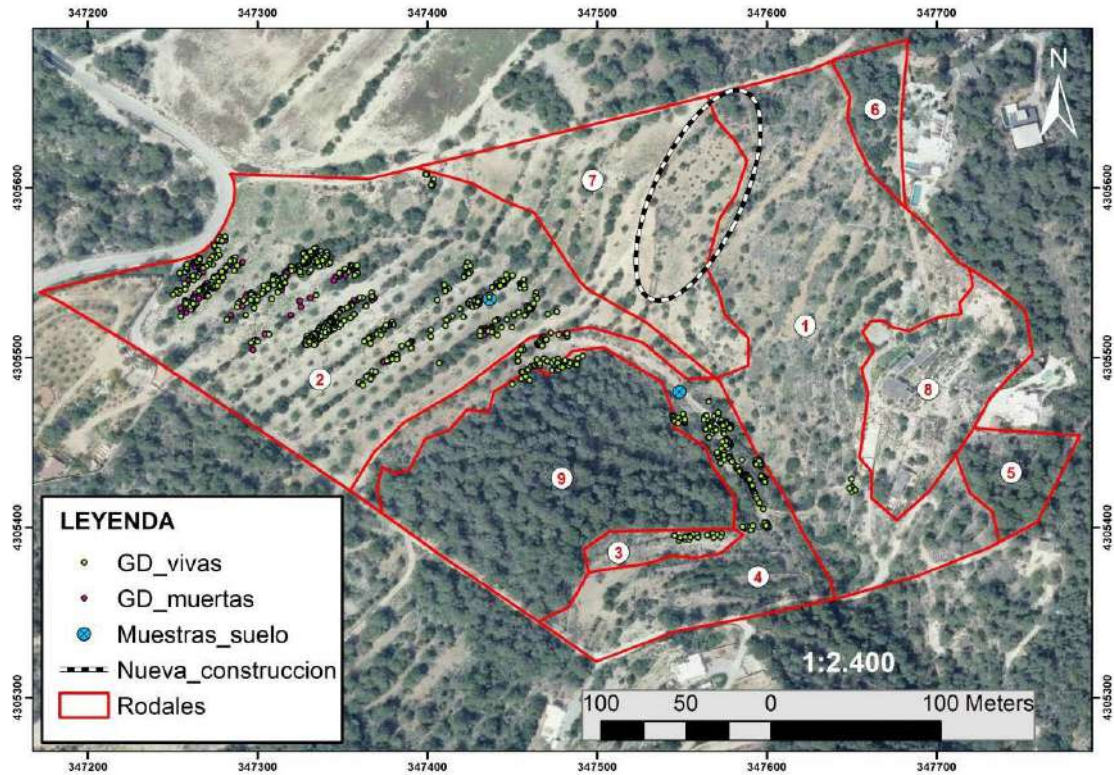 347200 347300 347400 347500 347600 347700
N
6
4305600 4305600
7
1
4305500 4305500
2
8
5
9
4305400 4305400
3
4
LEYENDA
GD_vivas
GD_muertas
Muestras_suelo
Nueva_construccion
Rodales
1:2.400
100 50 0 100 Meters
4305300 4305300
347200 347300 347400 347500 347600 347700